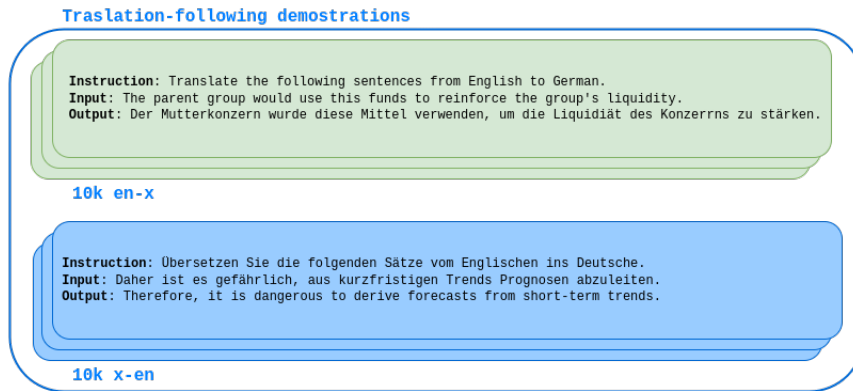 Traslation-following demostrations
Instruction: Translate the following sentences from English to German.
Input: The parent group would use this funds to reinforce the group's liquidity.
Output: Der Mutterkonzern wurde diese Mittel verwenden, um die Liquidiät des Konzerrns zu stärken.
10k en-x
Instruction: Übersetzen Sie die folgenden Sätze vom Englischen ins Deutsche.
Input: Daher ist es gefährlich, aus kurzfristigen Trends Prognosen abzuleiten.
Output: Therefore, it is dangerous to derive forecasts from short-term trends.
10k x-en